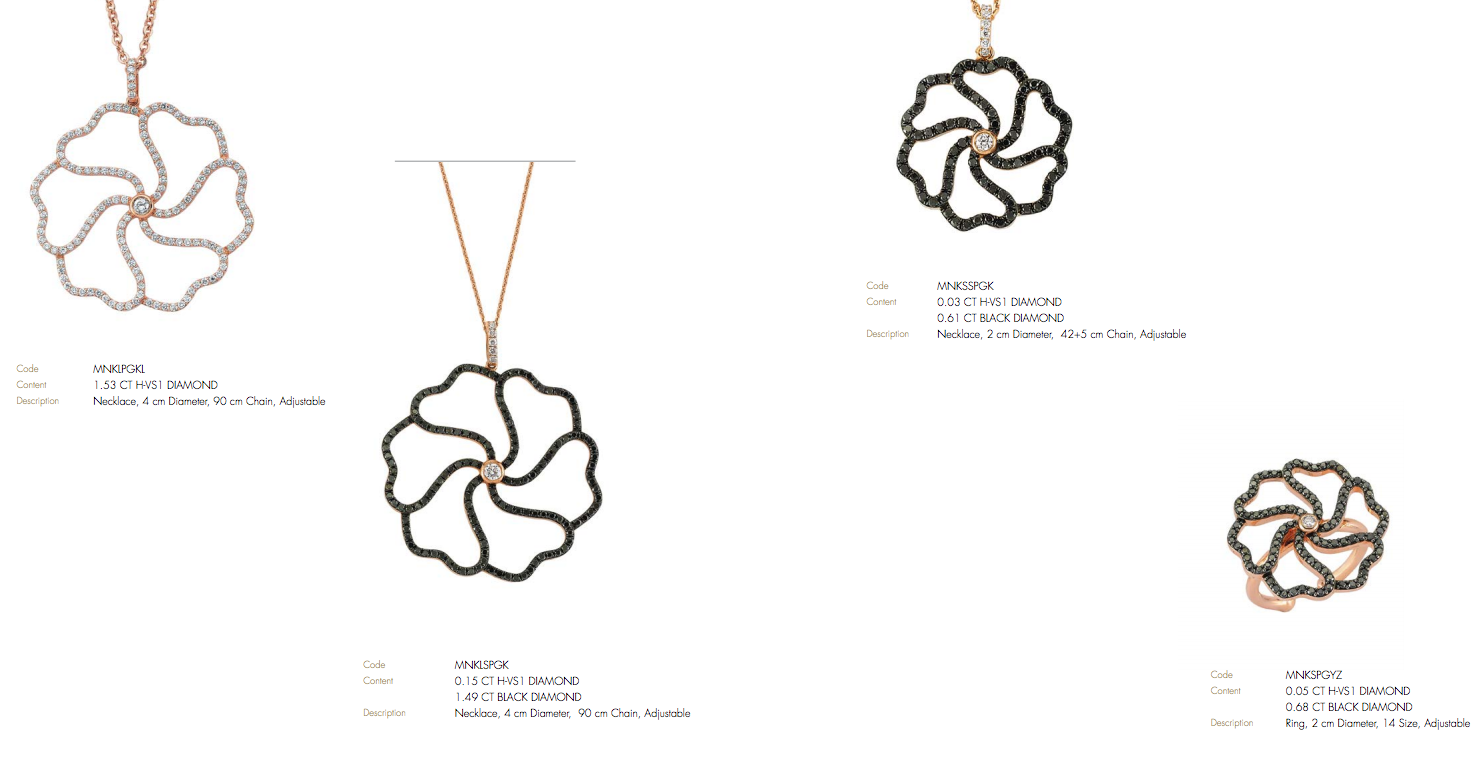 Code MNKLPGKL
Content 1.53 CT H-VS1 DIAMOND
Description Necklace, 4 cm Diameter, 90 cm Chain, Adjustable
Code MNKLSPGK
Content 0.15 CT H-VS1 DIAMOND
1.49 CT BLACK DIAMOND
Description Necklace, 4 cm Diameter, 90 cm Chain, Adjustable
Code MNKSSPGK
Content 0.03 CT H-VS1 DIAMOND
0.61 CT BLACK DIAMOND
Description Necklace, 2 cm Diameter, 42+5 cm Chain, Adjustable
Code MNKSPGYZ
Content 0.05 CT H-VS1 DIAMOND
0.68 CT BLACK DIAMOND
Description Ring, 2 cm Diameter, 14 Size, Adjustable